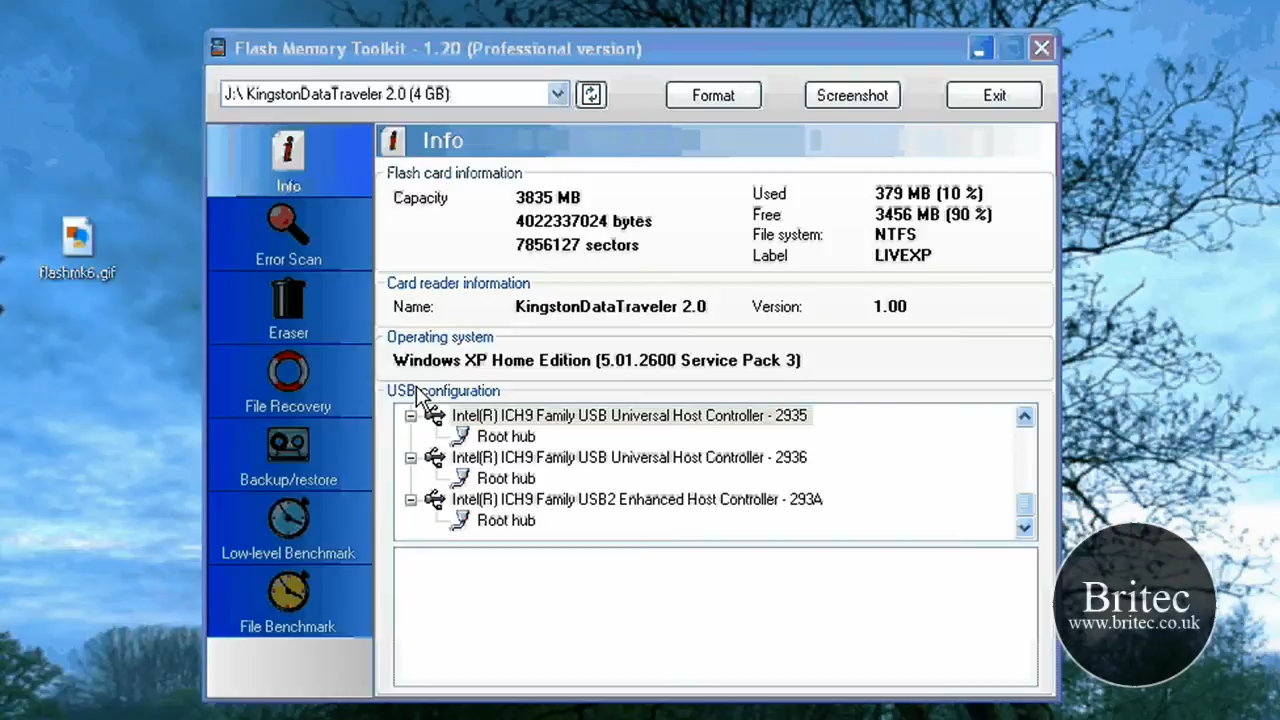 Flash Memory Toolkit - 1.20 (Professional version)
J:\ KingstonDataTraveler 2.0 (4 GB)
Format
Screenshot
Exit
Info
Error Scan
Eraser
File Recovery
Backup/restore
Low-level Benchmark
File Benchmark
Info
Flash card information
Capacity
3835 MB
4022337024 bytes
7856127 sectors
Used 379 MB (10 %)
Free 3456 MB (90 %)
File system: NTFS
Label LIVEXP
Card reader information
Name: KingstonDataTraveler 2.0 Version: 1.00
Operating system
Windows XP Home Edition (5.01.2600 Service Pack 3)
USB configuration
Intel(R) ICH9 Family USB Universal Host Controller - 2935
Root hub
Intel(R) ICH9 Family USB Universal Host Controller - 2936
Root hub
Intel(R) ICH9 Family USB2 Enhanced Host Controller - 293A
Root hub
flashmk6.gif
Britec
www.britec.co.uk